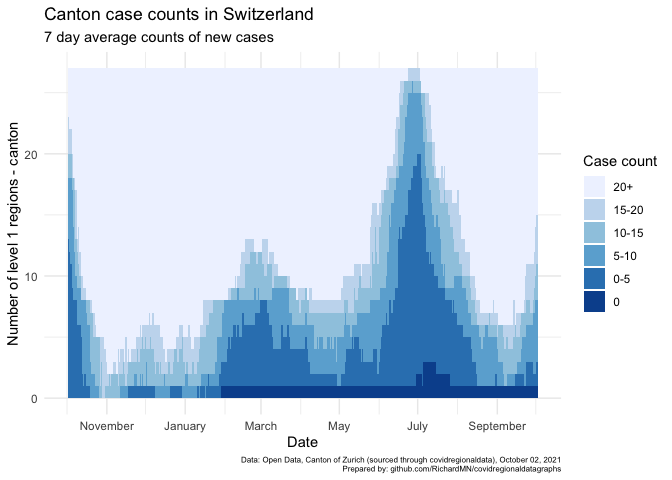 Canton case counts in Switzerland
7 day average counts of new cases
Number of level 1 regions - canton
20
10
0
November January March May July September
Date
Case count
20+
15-20
10-15
5-10
0-5
0
Data: Open Data, Canton of Zurich (sourced through covidregionaldata), October 02, 2021
Prepared by: github.com/RichardMN/covidregionaldatagraphs